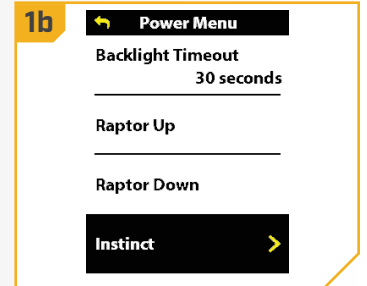 1b
Power Menu
Backlight Timeout
30 seconds
Raptor Up
Raptor Down
Instinct